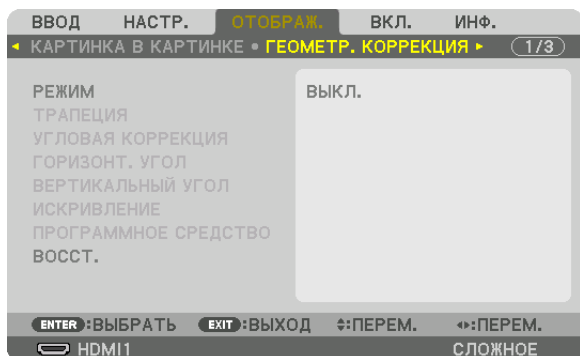 ВВОД НАСТР. ОТОБРАЖ. ВКЛ. ИНФ.
◂ КАРТИНКА В КАРТИНКЕ ● ГЕОМЕТР. КОРРЕКЦИЯ ▸ 1/3
РЕЖИМ ВЫКЛ.
ТРАПЕЦИЯ
УГЛОВАЯ КОРРЕКЦИЯ
ГОРИЗОНТ. УГОЛ
ВЕРТИКАЛЬНЫЙ УГОЛ
ИСКРИВЛЕНИЕ
ПРОГРАММНОЕ СРЕДСТВО
ВОССТ.
ENTER :ВЫБРАТЬ EXIT :ВЫХОД ♦:ПЕРЕМ. ◂▸:ПЕРЕМ.
HDMI1 СЛОЖНОЕ